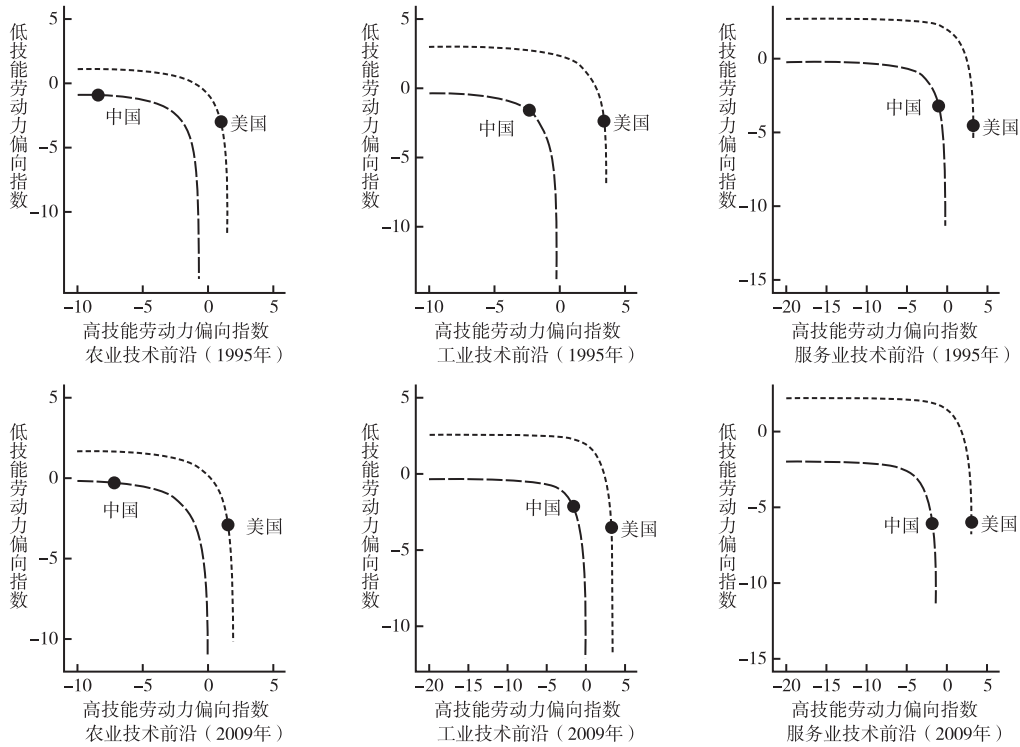 5
0
−5
−10
低技能劳动力偏向指数
中国
美国
−10
−5
0
5
高技能劳动力偏向指数
农业技术前沿(1995年)
5
0
−5
−10
低技能劳动力偏向指数
中国
美国
−10
−5
0
5
高技能劳动力偏向指数
工业技术前沿(1995年)
0
−5
−10
−15
低技能劳动力偏向指数
中国
美国
−20
−15
−10
−5
0
5
高技能劳动力偏向指数
服务业技术前沿(1995年)
5
0
−5
−10
低技能劳动力偏向指数
中国
美国
−10
−5
0
5
高技能劳动力偏向指数
农业技术前沿(2009年)
5
0
−5
−10
低技能劳动力偏向指数
中国
美国
−20
−15
−10
−5
0
5
高技能劳动力偏向指数
工业技术前沿(2009年)
0
−5
−10
−15
低技能劳动力偏向指数
中国
美国
−20
−15
−10
−5
0
5
高技能劳动力偏向指数
服务业技术前沿(2009年)